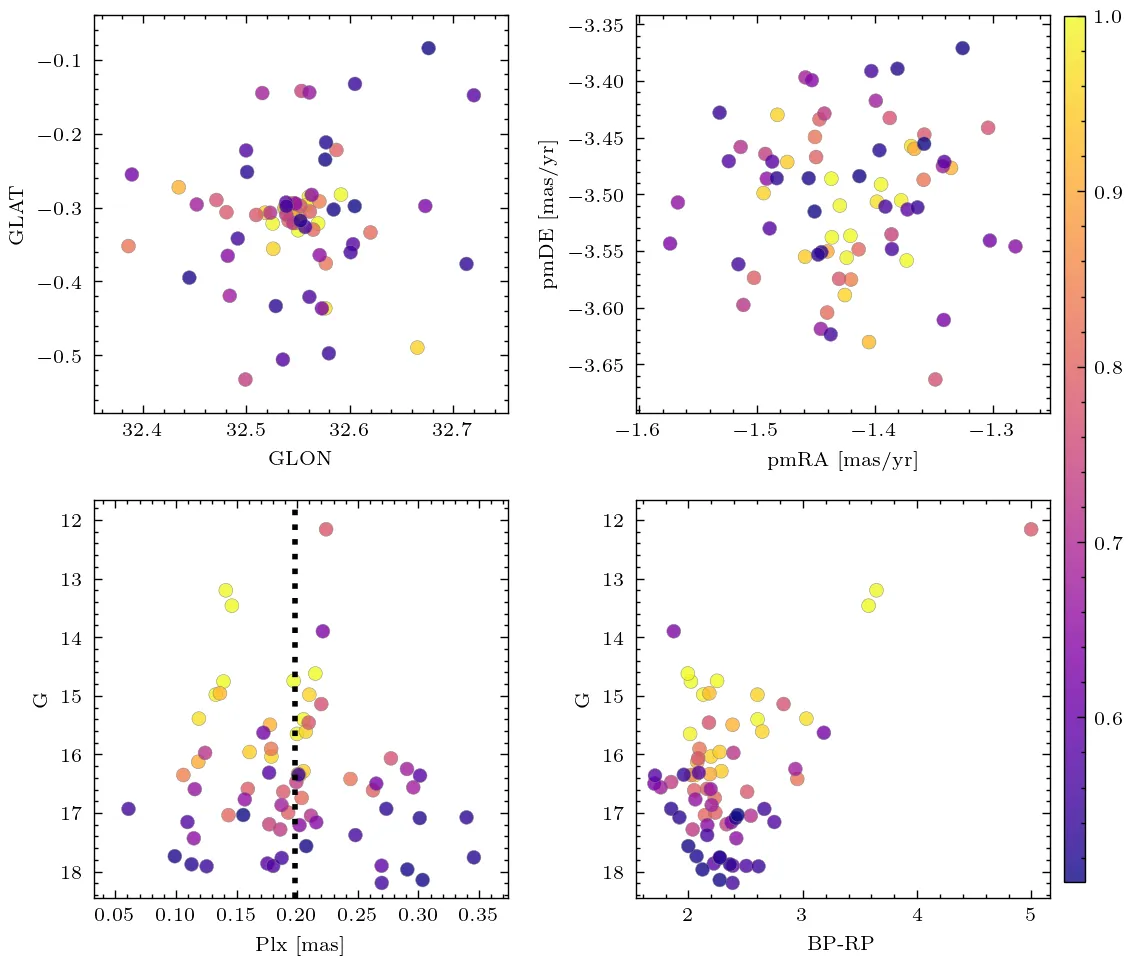 −0.1
−0.2
−0.3
−0.4
−0.5
GLAT
32.4 32.5 32.6 32.7
GLON
−3.35
−3.40
−3.45
−3.50
−3.55
−3.60
−3.65
pmDE [mas/yr]
−1.6 −1.5 −1.4 −1.3
pmRA [mas/yr]
12
13
14
15
16
17
18
G
0.05 0.10 0.15 0.20 0.25 0.30 0.35
Plx [mas]
12
13
14
15
16
17
18
G
2 3 4 5
BP-RP
1.0
0.9
0.8
0.7
0.6